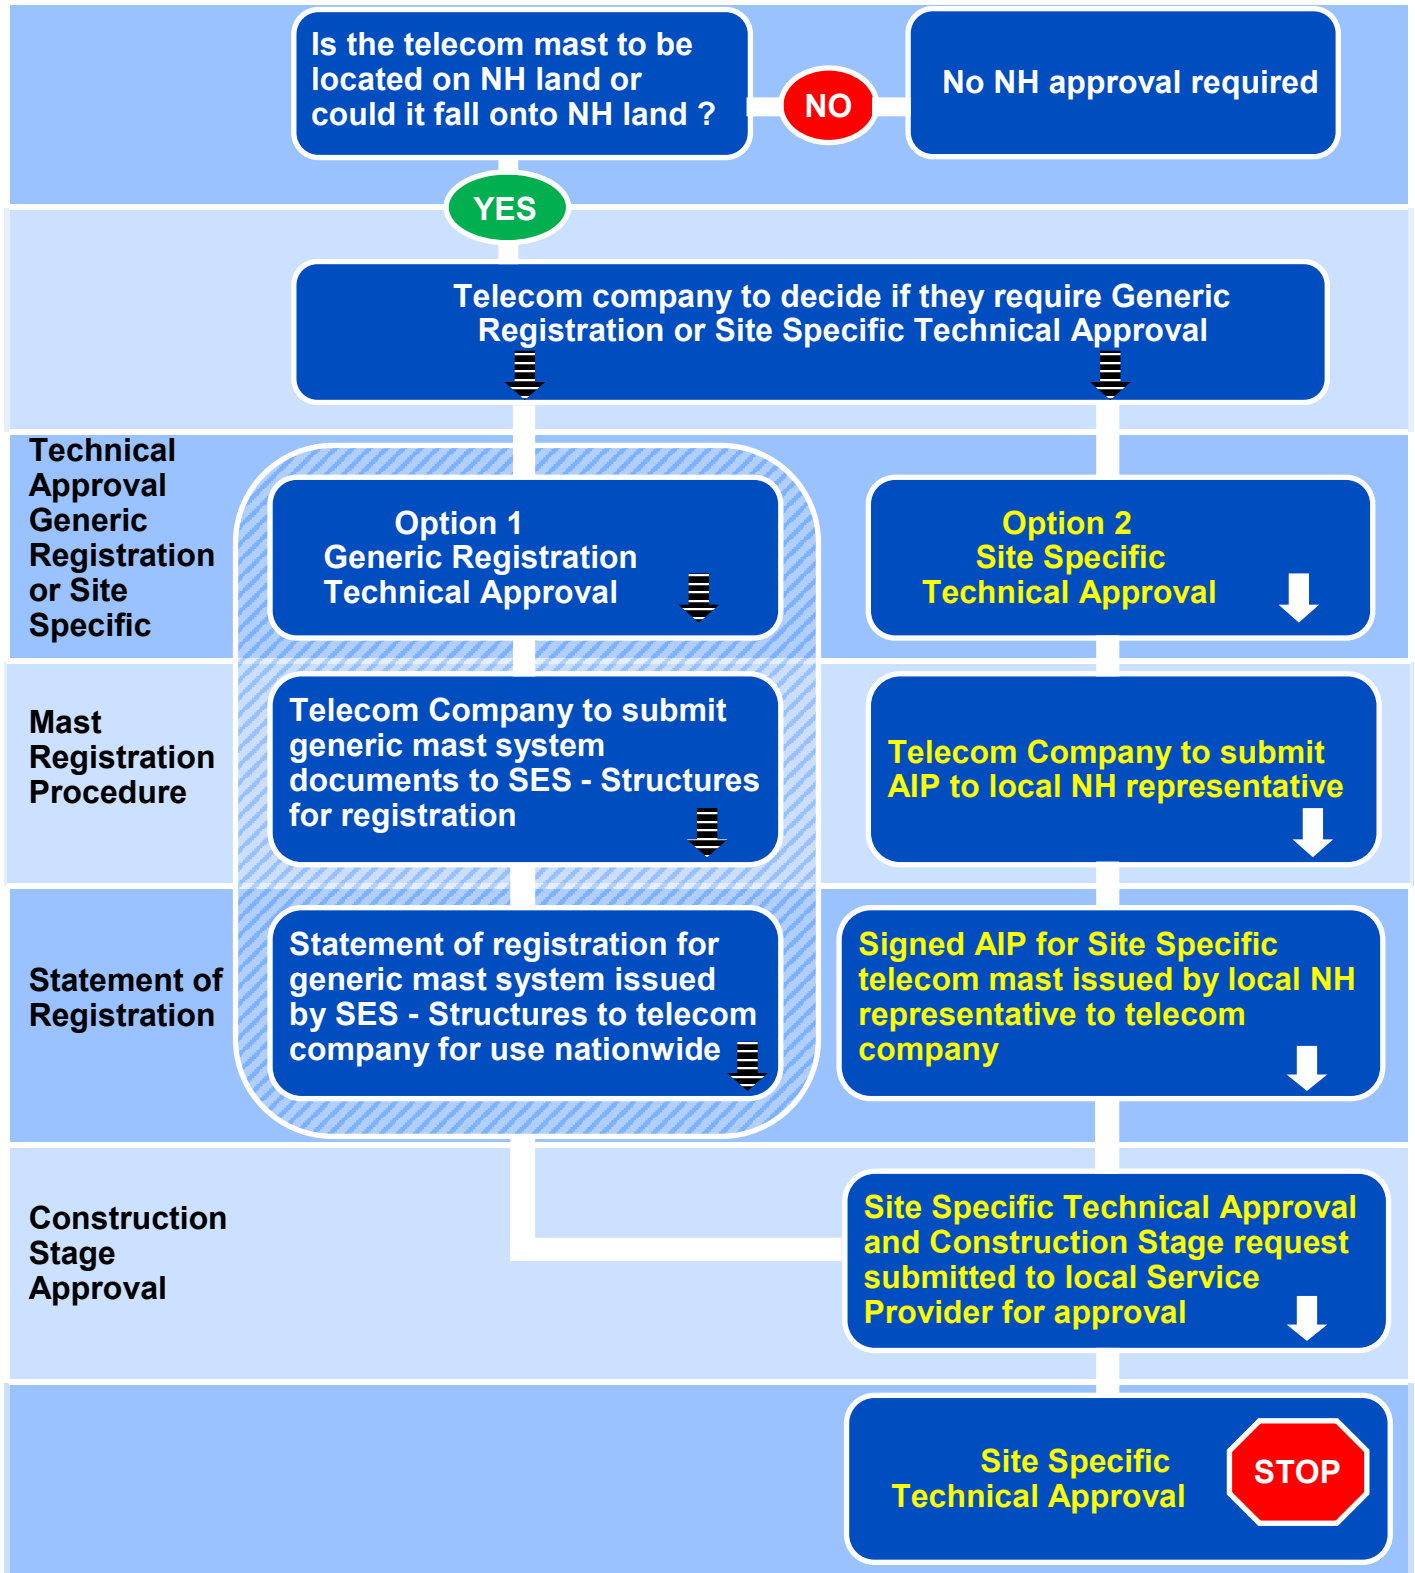 Is the telecom mast to be
located on NH land or
could it fall onto NH land ?
NO
No NH approval required
YES
Telecom company to decide if they require Generic
Registration or Site Specific Technical Approval
Technical
Approval
Generic
Registration
or Site
Specific
Option 1
Generic Registration
Technical Approval
Option 2
Site Specific
Technical Approval
Mast
Registration
Procedure
Telecom Company to submit
generic mast system
documents to SES - Structures
for registration
Telecom Company to submit
AIP to local NH representative
Statement of
Registration
Statement of registration for
generic mast system issued
by SES - Structures to telecom
company for use nationwide
Signed AIP for Site Specific
telecom mast issued by local NH
representative to telecom
company
Construction
Stage
Approval
Site Specific Technical Approval
and Construction Stage request
submitted to local Service
Provider for approval
Site Specific
Technical Approval
STOP